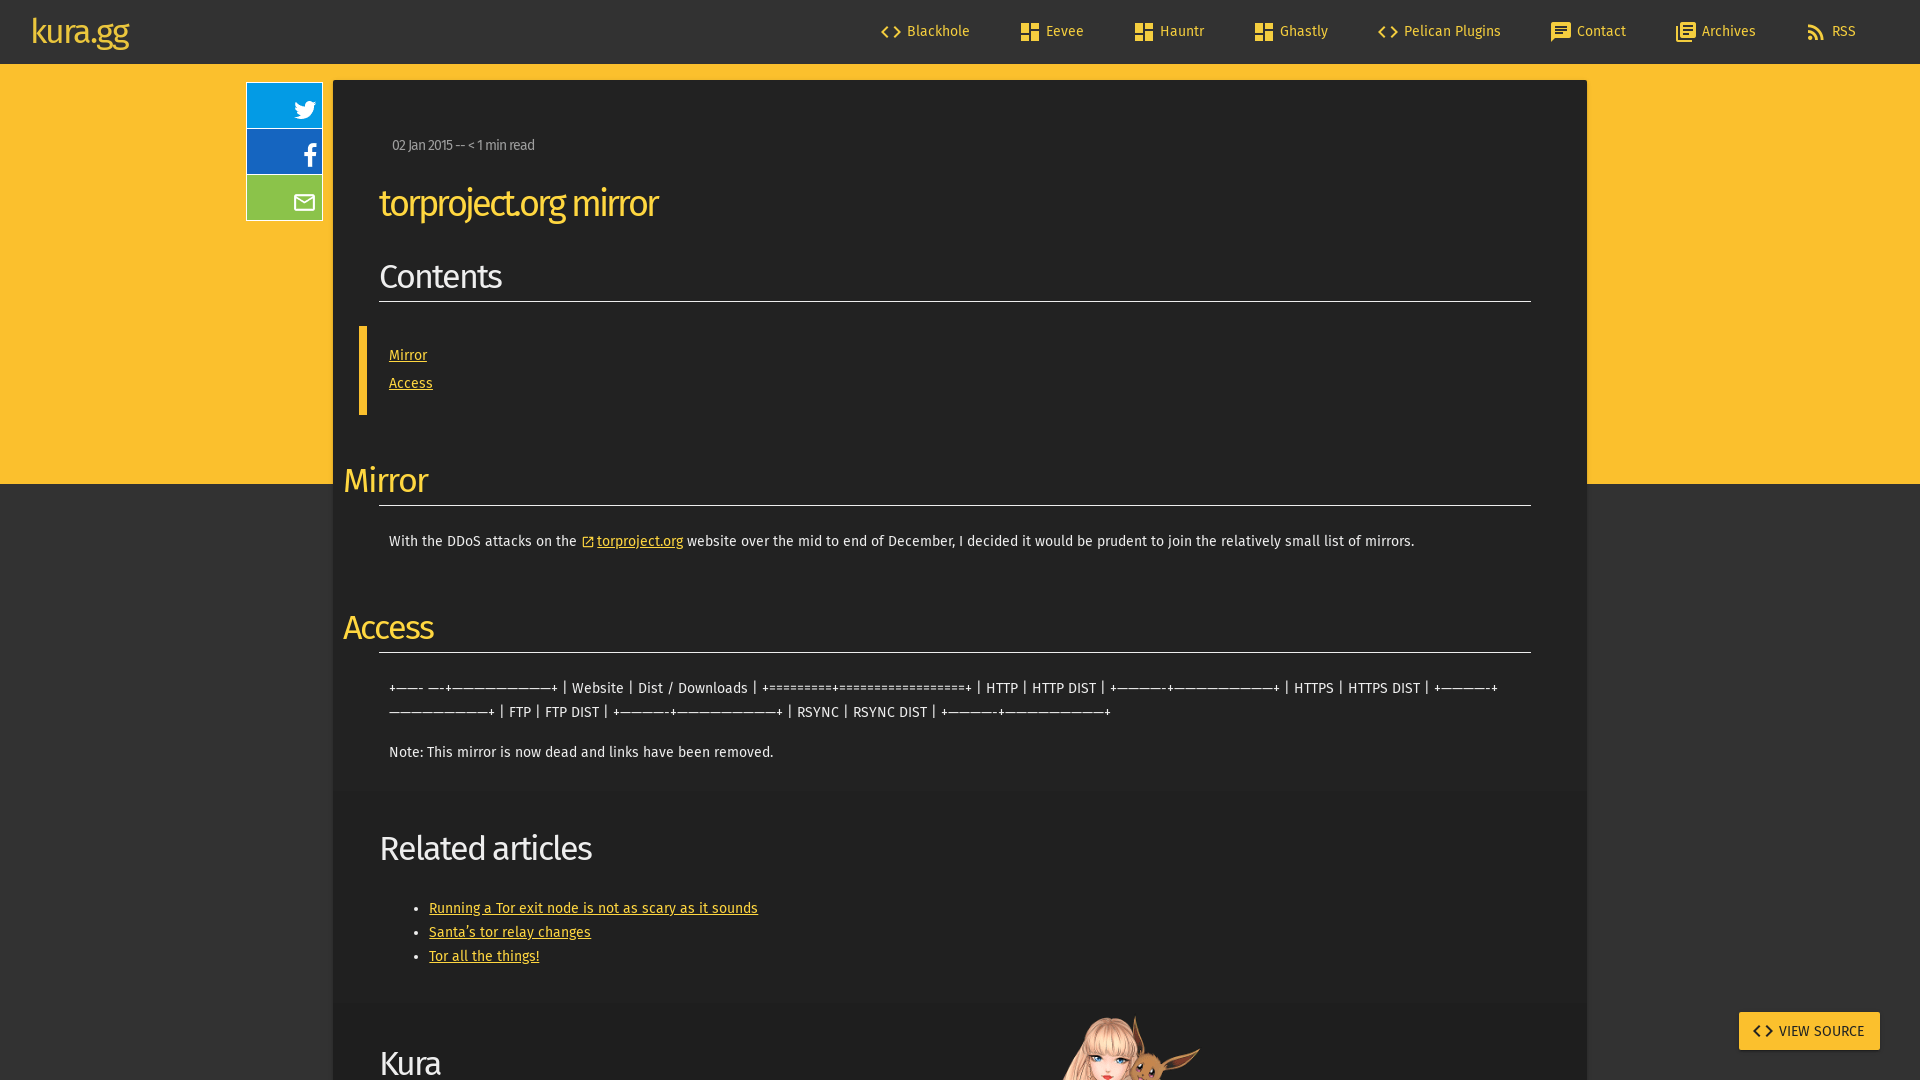 kura.gg
Blackhole
Eevee
Hauntr
Ghastly
Pelican Plugins
Contact
Archives
RSS
02 Jan 2015 -- < 1 min read
torproject.org mirror
Contents
Mirror
Access
Mirror
With the DDoS attacks on the torproject.org website over the mid to end of December, I decided it would be prudent to join the relatively small list of mirrors.
Access
+——- —-+—————————+ | Website | Dist / Downloads | +=========+==================+ | HTTP | HTTP DIST | +————-+—————————+ | HTTPS | HTTPS DIST | +————-+
—————————+ | FTP | FTP DIST | +————-+—————————+ | RSYNC | RSYNC DIST | +————-+—————————+
Note: This mirror is now dead and links have been removed.
Related articles
• Running a Tor exit node is not as scary as it sounds
• Santa’s tor relay changes
• Tor all the things!
Kura
VIEW SOURCE